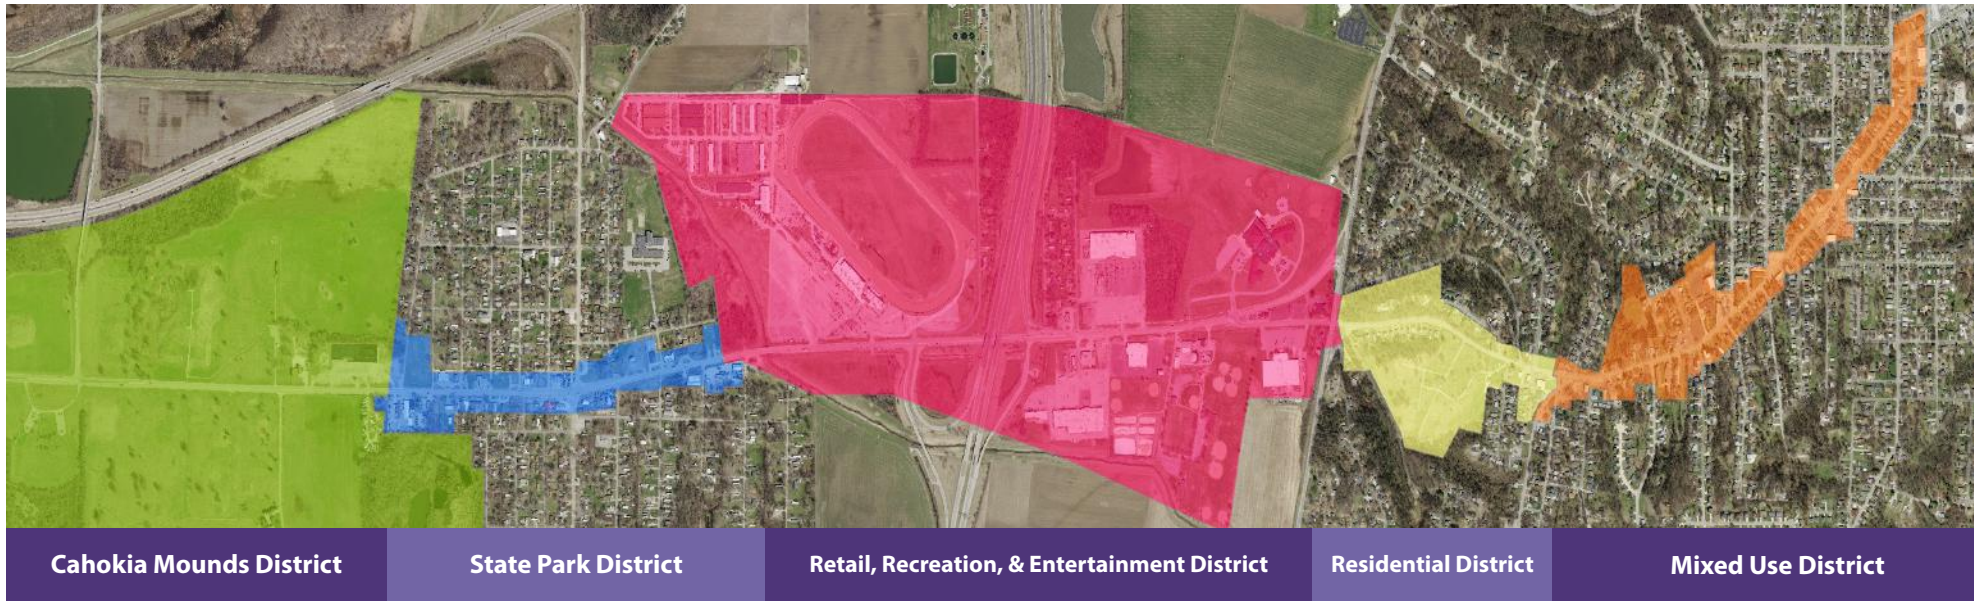 Cahokia Mounds District
State Park District
Retail, Recreation, & Entertainment District
Residential District
Mixed Use District